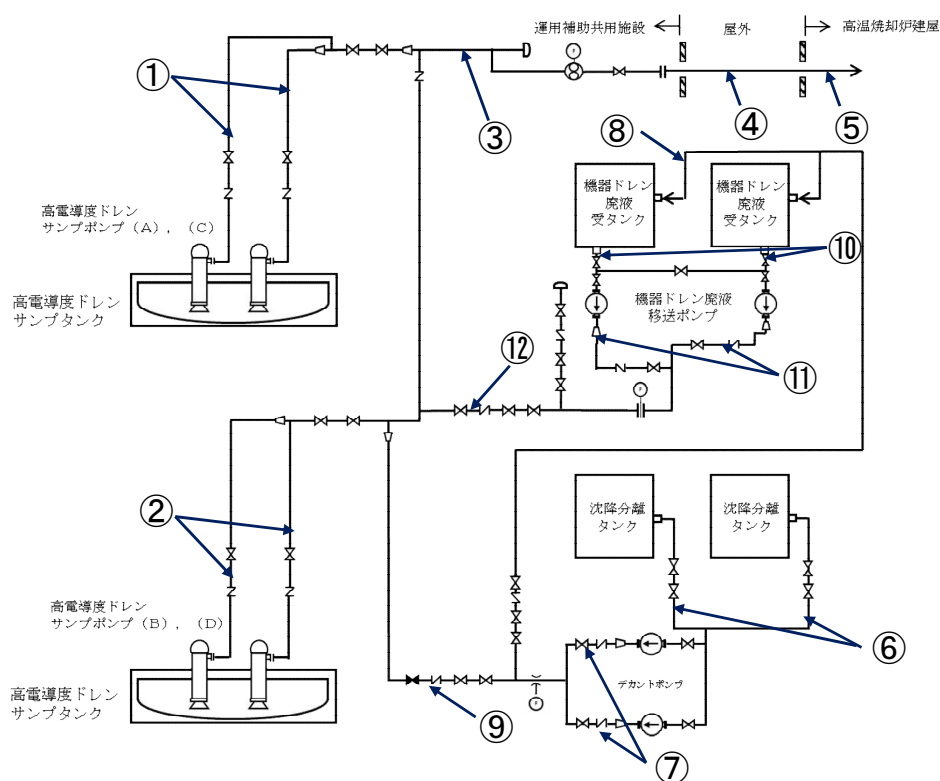 運用補助共用施設
屋外
高温焼却炉建屋
F
①
③
④
⑤
⑧
機器ドレン
廃液
受タンク
機器ドレン
廃液
受タンク
高電導度ドレン
サンプポンプ(A), (C)
⑩
高電導度ドレン
サンプタンク
機器ドレン廃液
移送ポンプ
⑫
⑪
F
②
沈降分離
タンク
沈降分離
タンク
高電導度ドレン
サンプポンプ(B), (D)
⑥
高電導度ドレン
サンプタンク
デカントポンプ
F
⑨
⑦